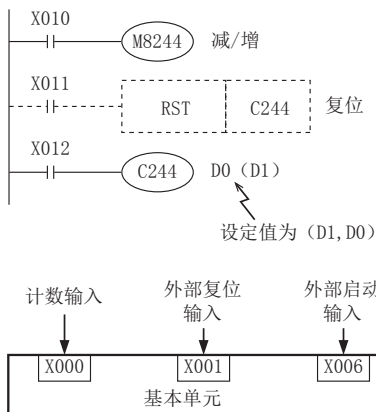 X010
M8244 减/增
X011
RST C244 复位
X012
C244 D0（D1）
设定值为（D1,D0）
计数输入 外部复位 外部启动
输入 输入
X000 X001 X006
基本单元